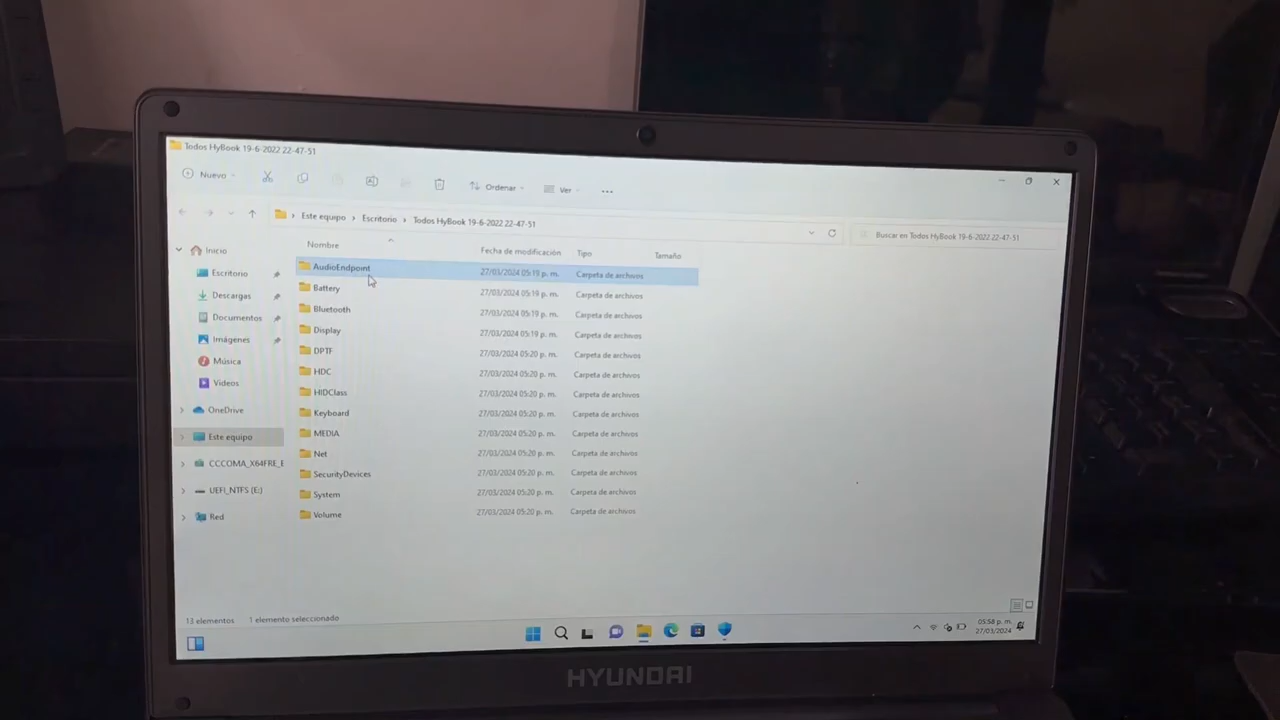 Todos HyBook 19-6-2022 22-47-51
Nuevo
Ordenar
Ver
Este equipo > Escritorio > Todos HyBook 19-6-2022 22-47-51
Buscar en Todos HyBook 19-6-2022 22-47-51
Nombre Fecha de modificación Tipo Tamaño
Inicio
Escritorio
Descargas
Documentos
Imágenes
Música
Videos
OneDrive
Este equipo
CCCOMA_X64FRE_E
UEFI_NTFS (E:)
Red
AudioEndpoint 27/03/2024 05:19 p. m. Carpeta de archivos
Battery 27/03/2024 05:19 p. m. Carpeta de archivos
Bluetooth 27/03/2024 05:19 p. m. Carpeta de archivos
Display 27/03/2024 05:19 p. m. Carpeta de archivos
DPTF 27/03/2024 05:20 p. m. Carpeta de archivos
HDC 27/03/2024 05:20 p. m. Carpeta de archivos
HIDClass 27/03/2024 05:20 p. m. Carpeta de archivos
Keyboard 27/03/2024 05:20 p. m. Carpeta de archivos
MEDIA 27/03/2024 05:20 p. m. Carpeta de archivos
Net 27/03/2024 05:20 p. m. Carpeta de archivos
SecurityDevices 27/03/2024 05:20 p. m. Carpeta de archivos
System 27/03/2024 05:20 p. m. Carpeta de archivos
Volume 27/03/2024 05:20 p. m. Carpeta de archivos
13 elementos 1 elemento seleccionado
05:58 p. m.
27/03/2024
HYUNDAI